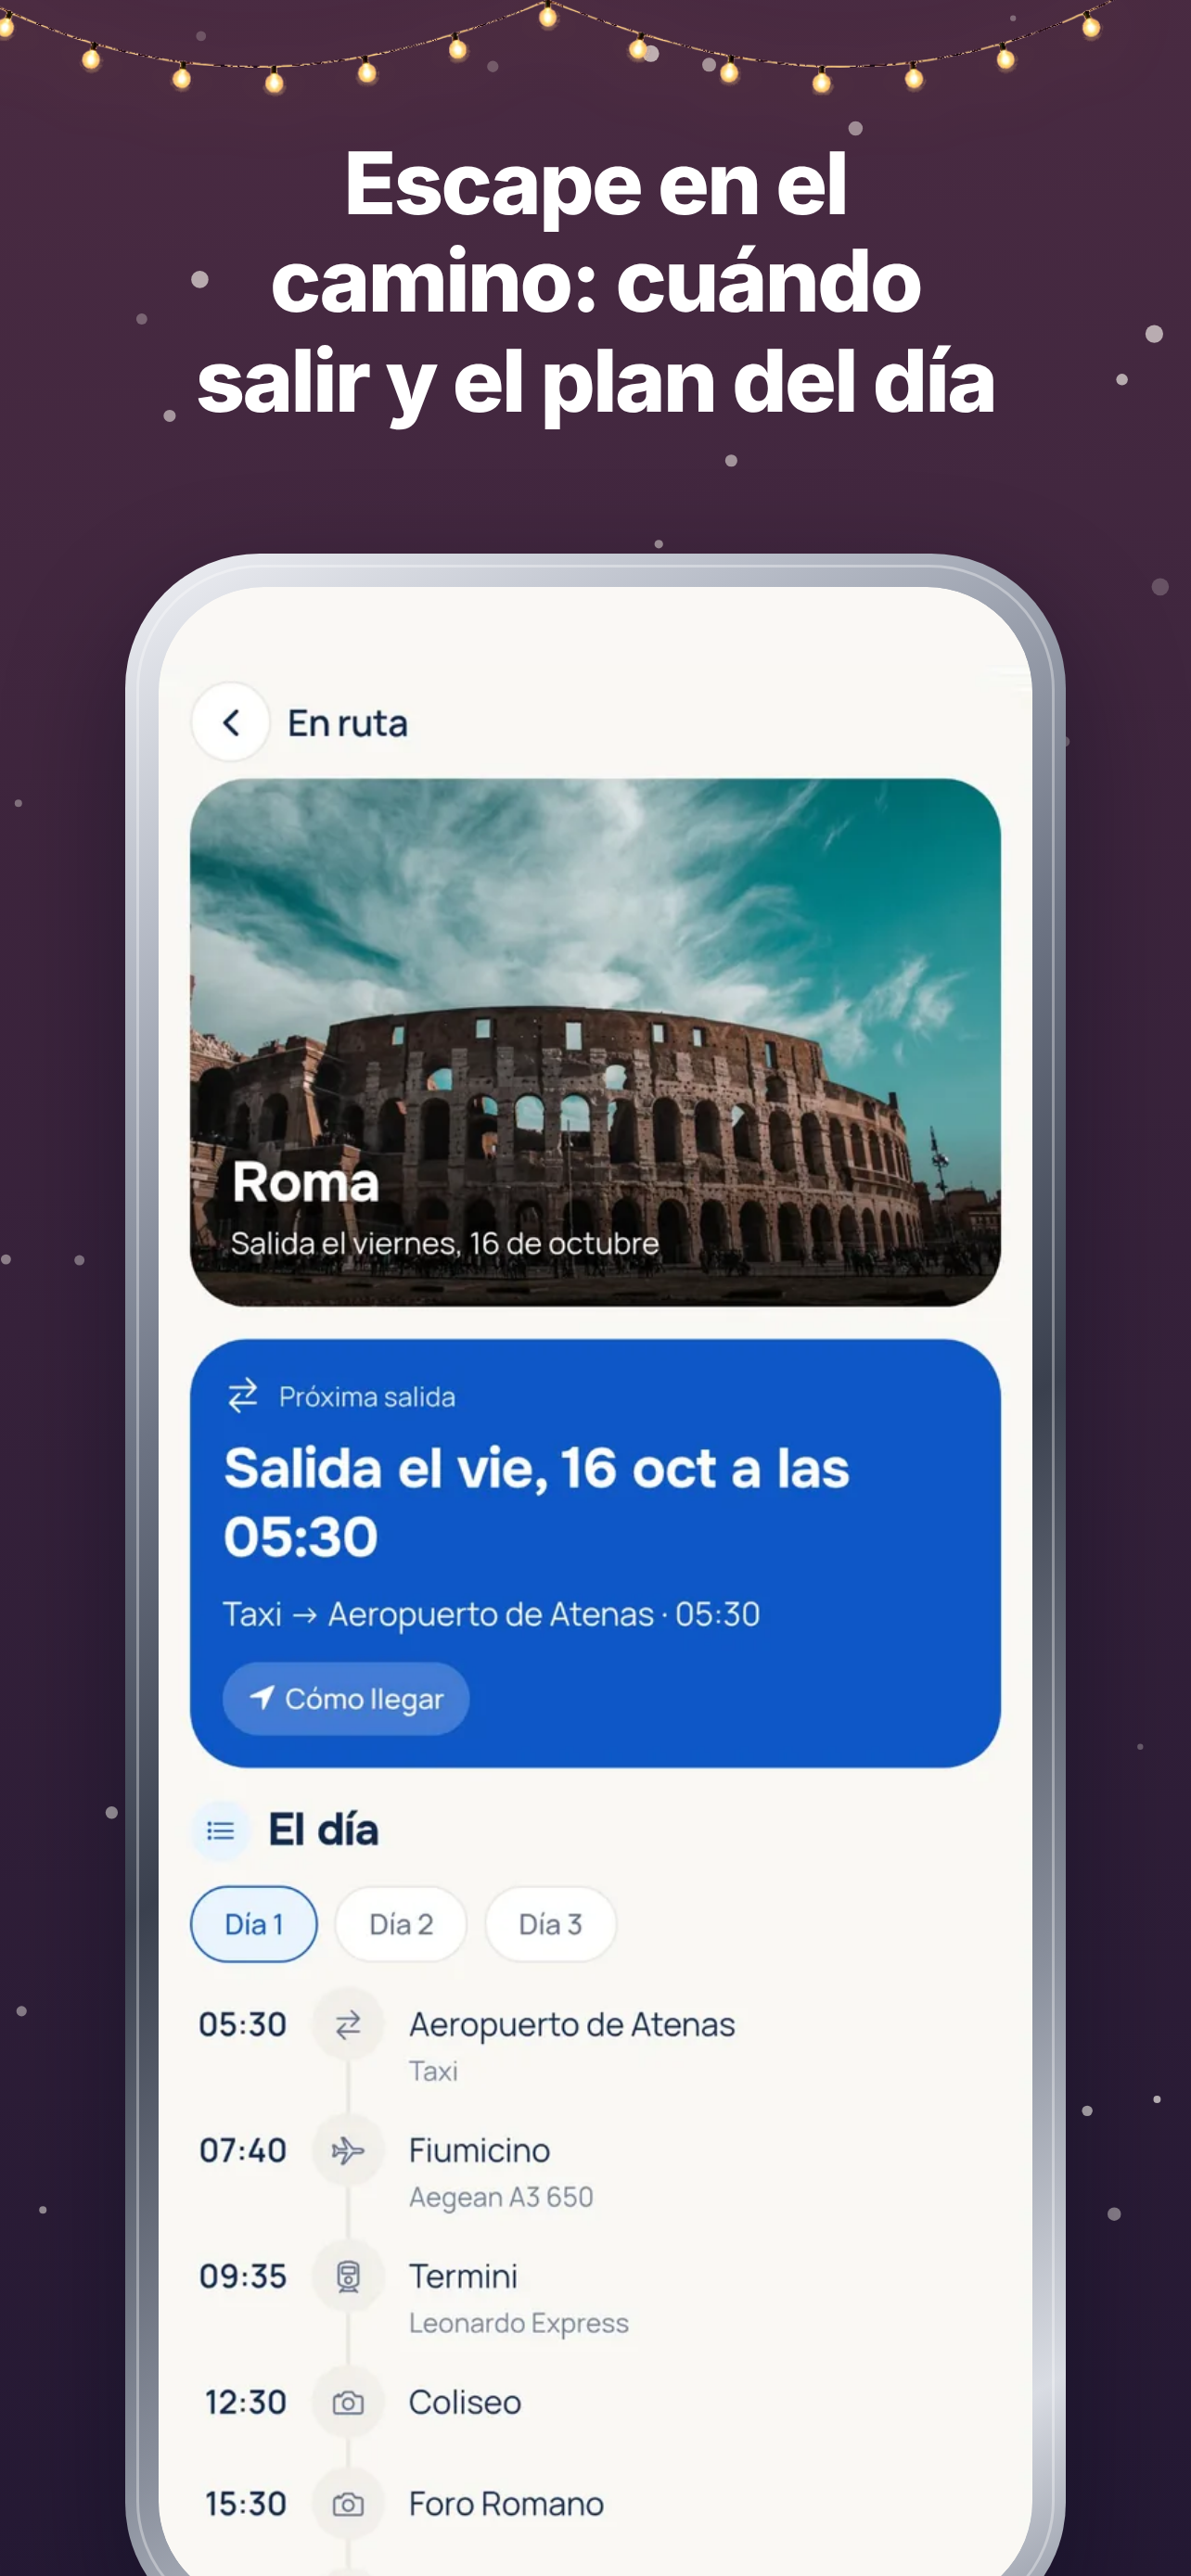 Escape en el
camino: cuándo
salir y el plan del día
En ruta
Roma
Salida el viernes, 16 de octubre
Próxima salida
Salida el vie, 16 oct a las
05:30
Taxi → Aeropuerto de Atenas · 05:30
Cómo llegar
El día
Día 1 Día 2 Día 3
05:30 Aeropuerto de Atenas
Taxi
07:40 Fiumicino
Aegean A3 650
09:35 Termini
Leonardo Express
12:30 Coliseo
15:30 Foro Romano